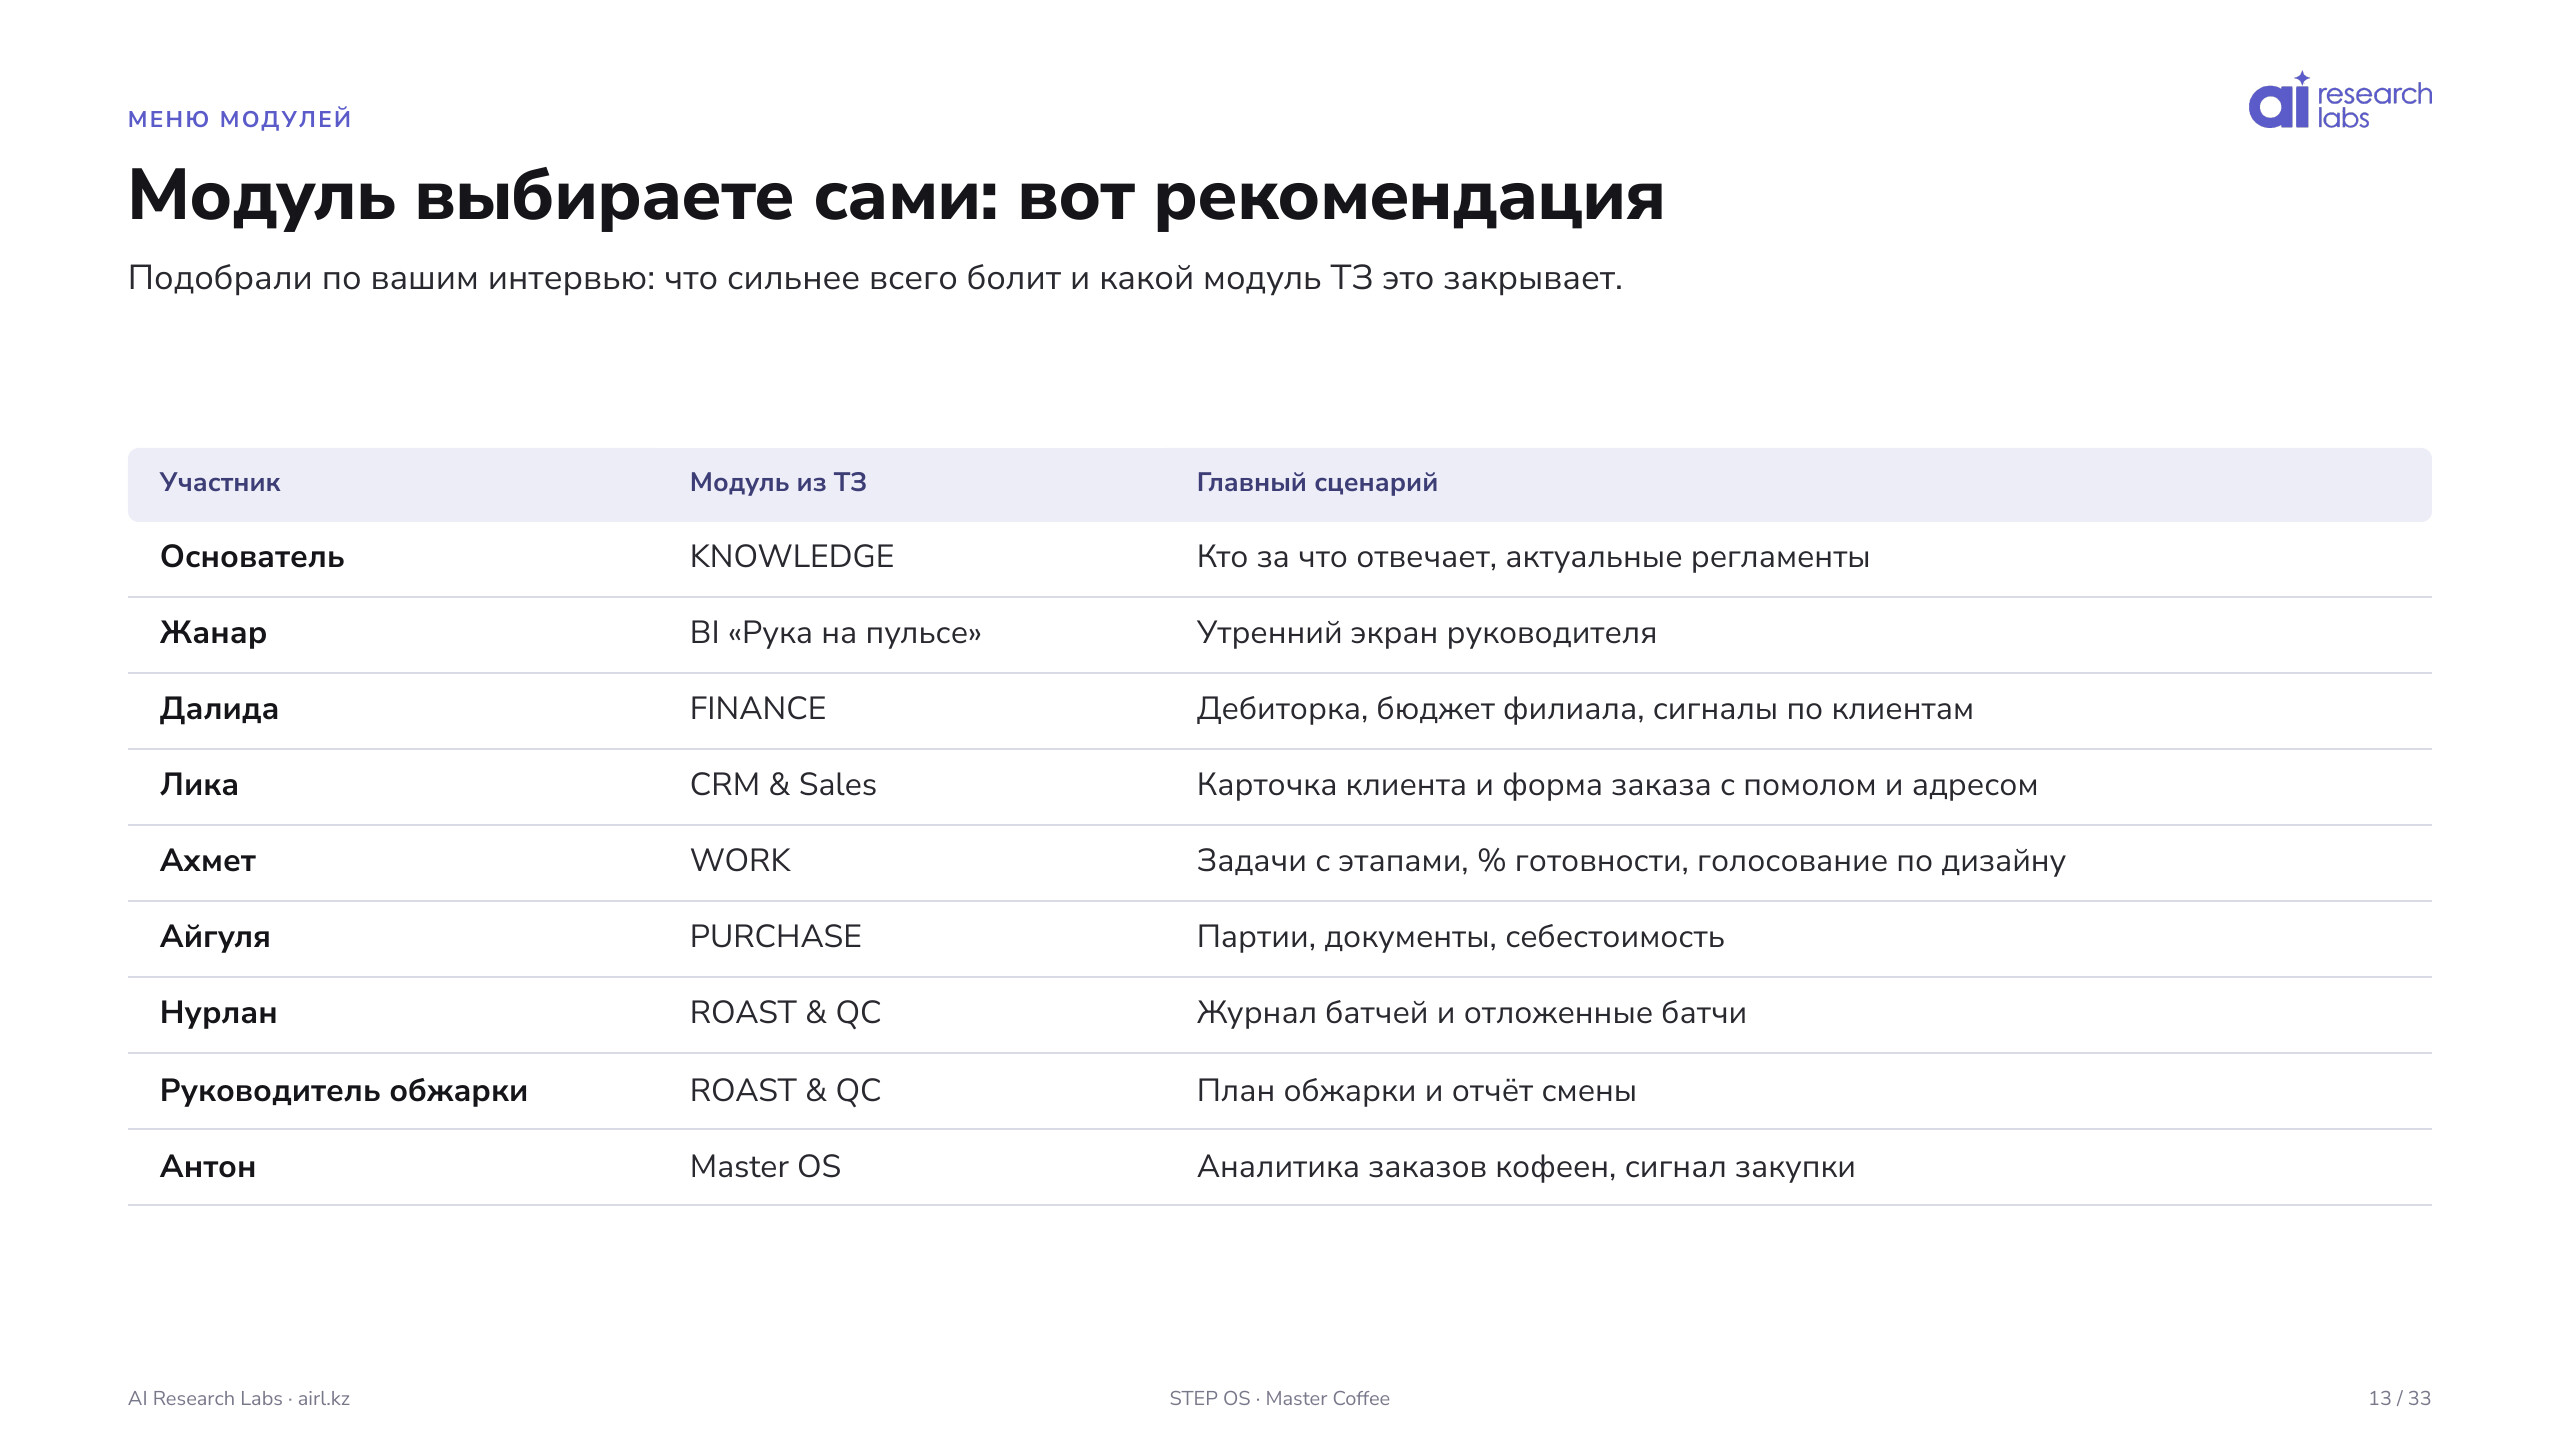 МЕНЮ МОДУЛЕЙ
ai research labs
Модуль выбираете сами: вот рекомендация
Подобрали по вашим интервью: что сильнее всего болит и какой модуль ТЗ это закрывает.
Участник Модуль из ТЗ Главный сценарий
Основатель KNOWLEDGE Кто за что отвечает, актуальные регламенты
Жанар BI «Рука на пульсе» Утренний экран руководителя
Далида FINANCE Дебиторка, бюджет филиала, сигналы по клиентам
Лика CRM & Sales Карточка клиента и форма заказа с помолом и адресом
Ахмет WORK Задачи с этапами, % готовности, голосование по дизайну
Айгуля PURCHASE Партии, документы, себестоимость
Нурлан ROAST & QC Журнал батчей и отложенные батчи
Руководитель обжарки ROAST & QC План обжарки и отчёт смены
Антон Master OS Аналитика заказов кофеен, сигнал закупки
AI Research Labs · airl.kz STEP OS · Master Coffee 13 / 33